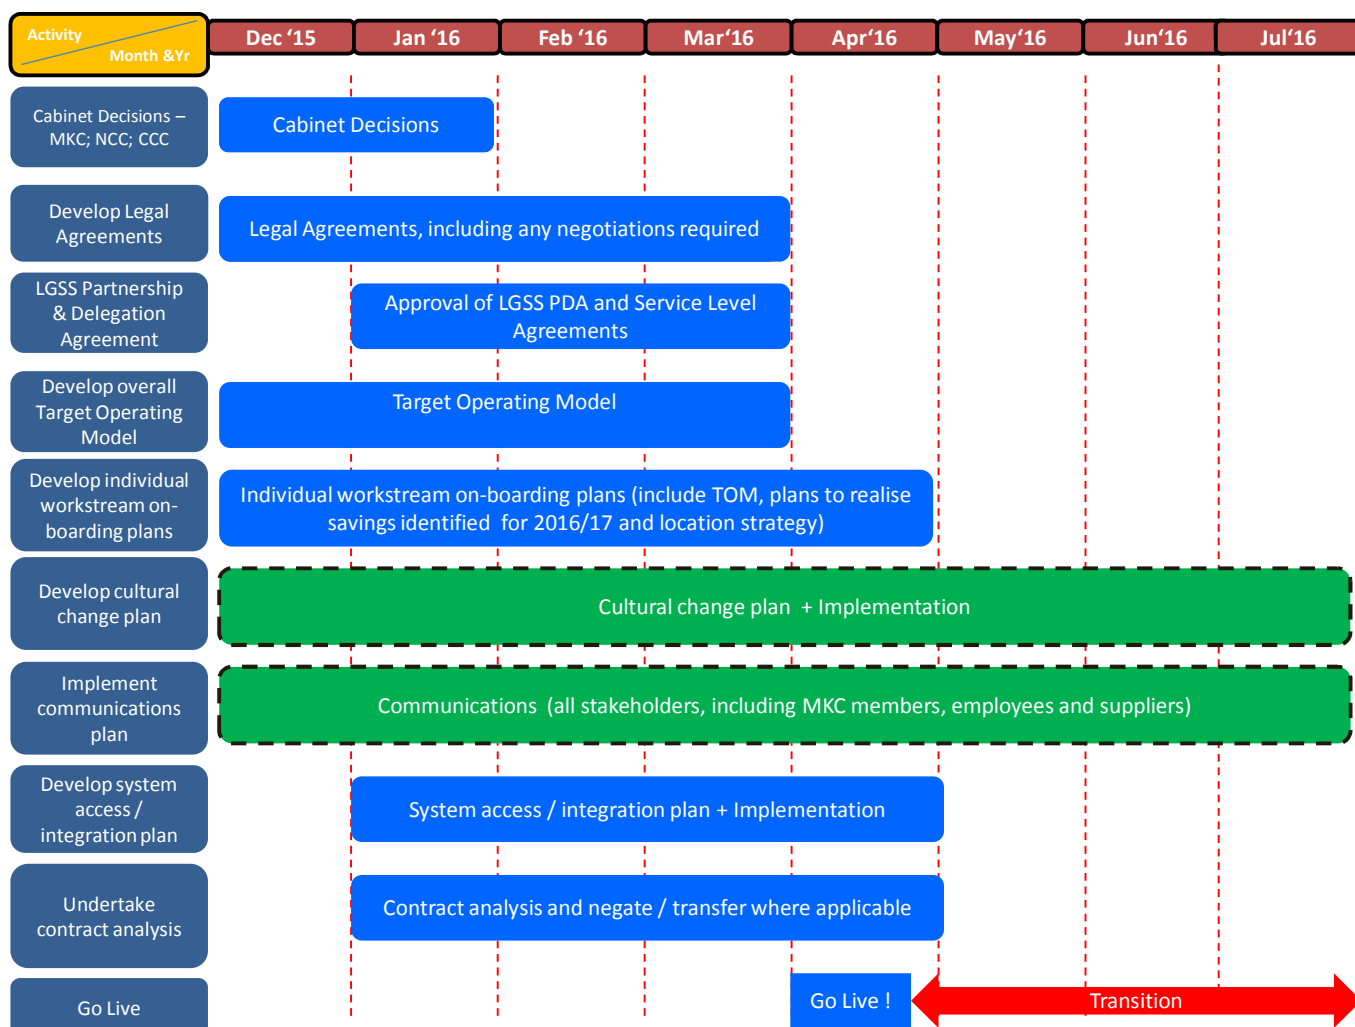 Activity
Month &Yr
Dec ‘15
Jan ‘16
Feb ‘16
Mar‘16
Apr‘16
May‘16
Jun‘16
Jul‘16
Cabinet Decisions –
MKC; NCC; CCC
Cabinet Decisions
Develop Legal
Agreements
Legal Agreements, including any negotiations required
LGSS Partnership
& Delegation
Agreement
Approval of LGSS PDA and Service Level
Agreements
Develop overall
Target Operating
Model
Target Operating Model
Develop individual
workstream on-
boarding plans
Individual workstream on-boarding plans (include TOM, plans to realise
savings identified for 2016/17 and location strategy)
Develop cultural
change plan
Cultural change plan + Implementation
Implement
communications
plan
Communications (all stakeholders, including MKC members, employees and suppliers)
Develop system
access /
integration plan
System access / integration plan + Implementation
Undertake
contract analysis
Contract analysis and negate / transfer where applicable
Go Live
Go Live !
Transition